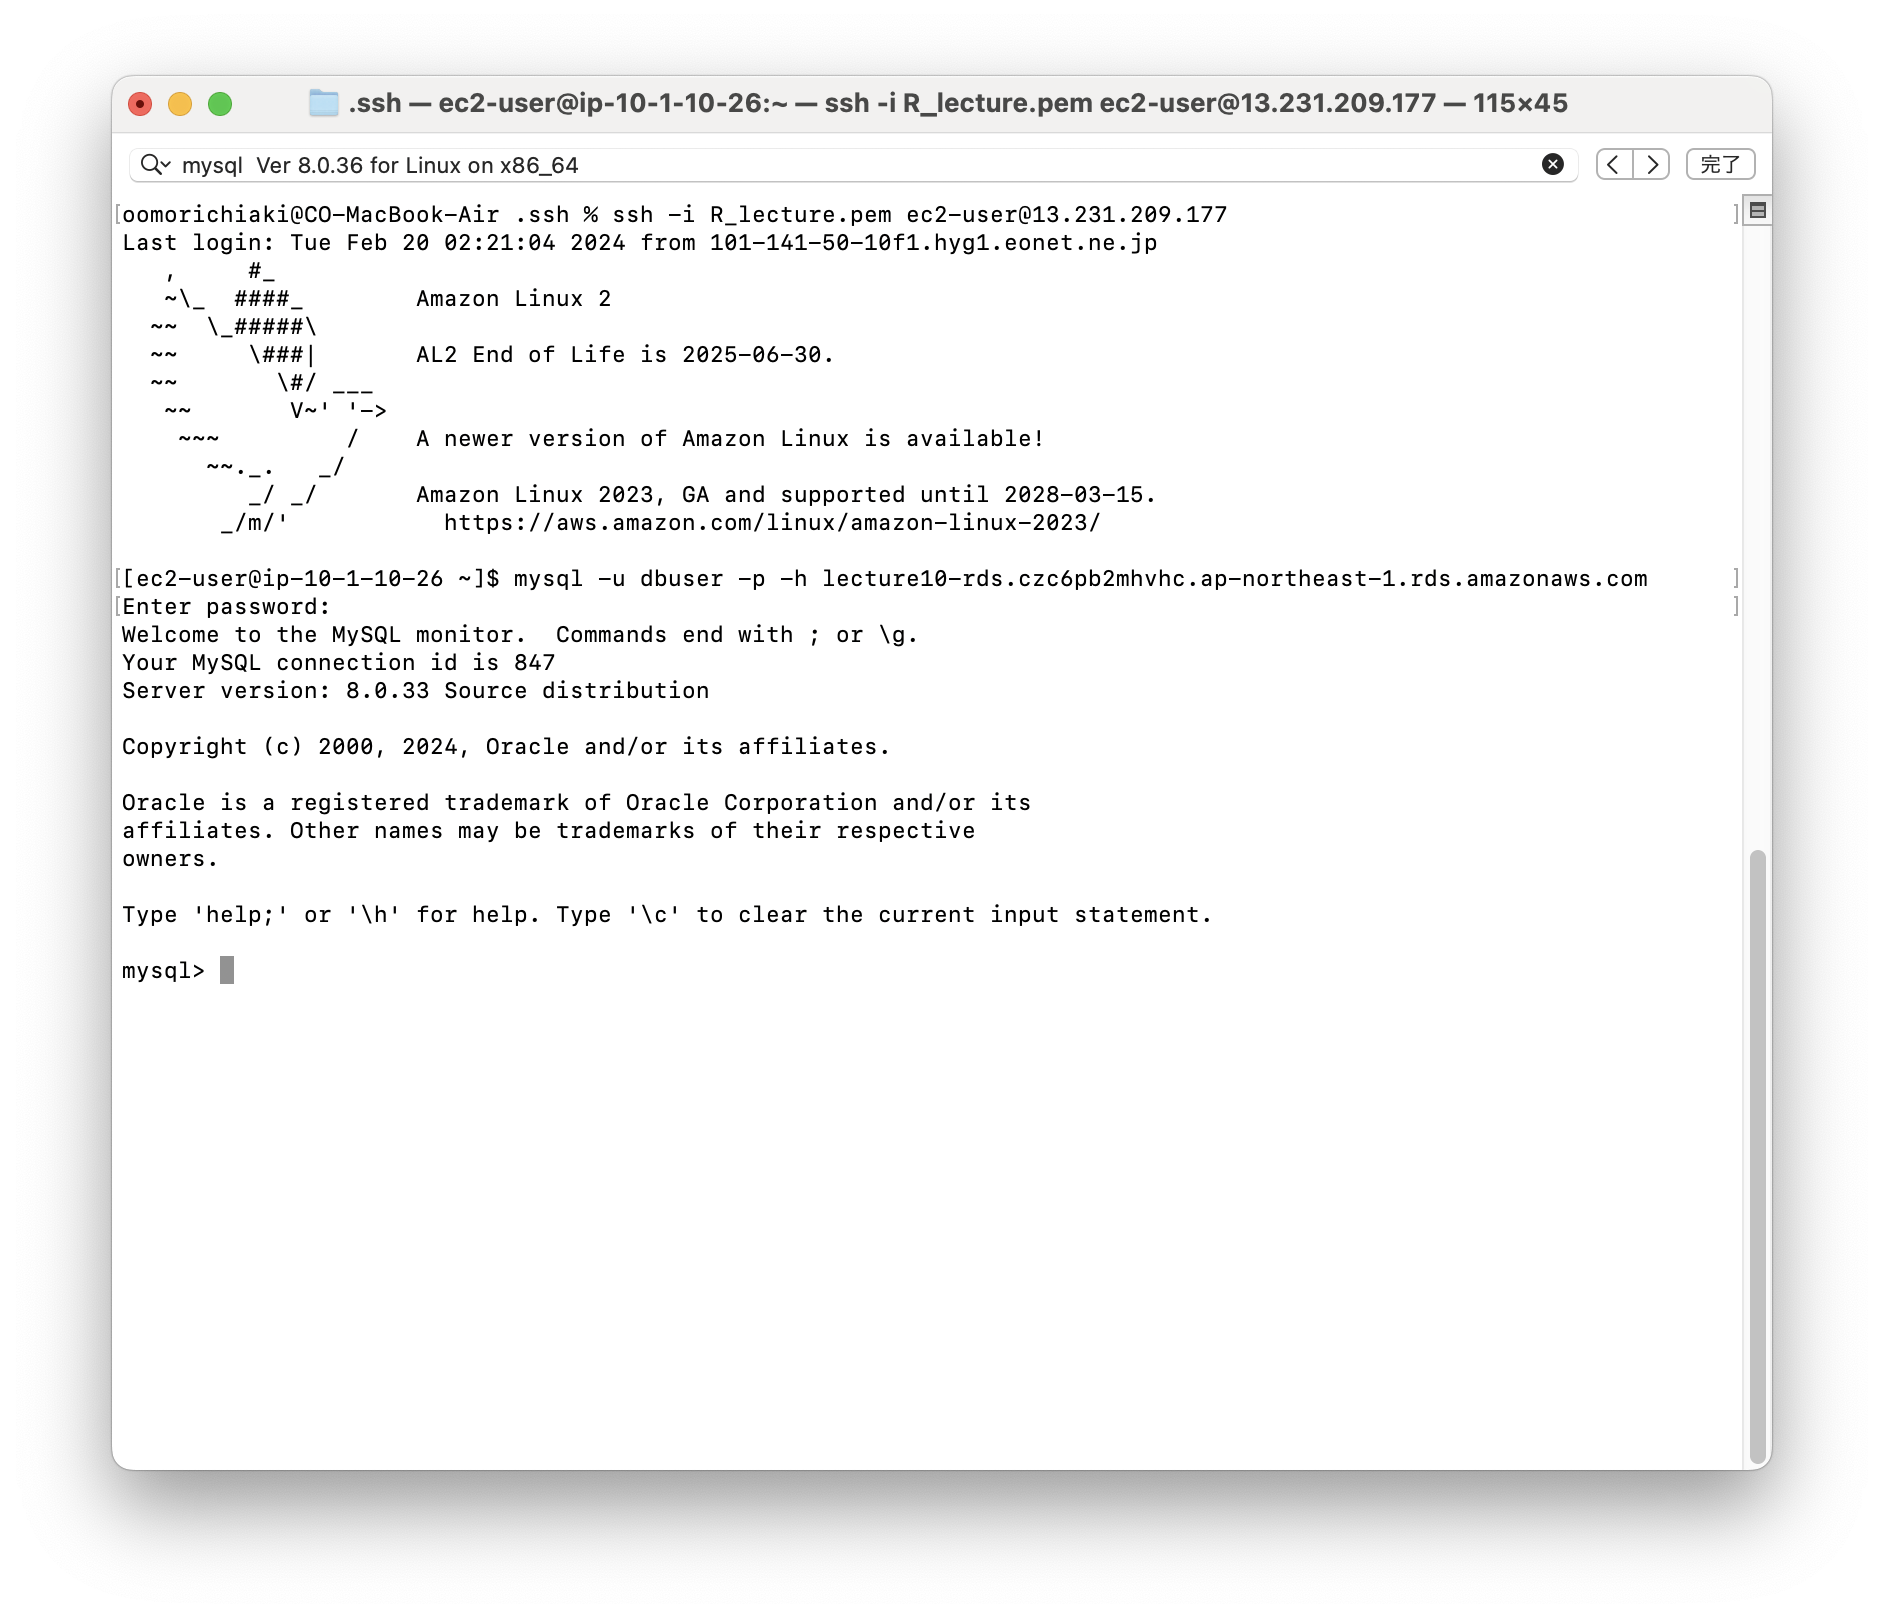 .ssh — ec2-user@ip-10-1-10-26:~ — ssh -i R_lecture.pem ec2-user@13.231.209.177 — 115×45
mysql  Ver 8.0.36 for Linux on x86_64
完了
[oomorichiaki@CO-MacBook-Air .ssh % ssh -i R_lecture.pem ec2-user@13.231.209.177 ]
Last login: Tue Feb 20 02:21:04 2024 from 101-141-50-10f1.hyg1.eonet.ne.jp
   ,     #_
   ~\_  ####_        Amazon Linux 2
  ~~  \_#####\
  ~~     \###|       AL2 End of Life is 2025-06-30.
  ~~       \#/ ___
   ~~       V~' '->
    ~~~         /    A newer version of Amazon Linux is available!
      ~~._.   _/
         _/ _/       Amazon Linux 2023, GA and supported until 2028-03-15.
       _/m/'           https://aws.amazon.com/linux/amazon-linux-2023/
[[ec2-user@ip-10-1-10-26 ~]$ mysql -u dbuser -p -h lecture10-rds.czc6pb2mhvhc.ap-northeast-1.rds.amazonaws.com ]
[Enter password: ]
Welcome to the MySQL monitor.  Commands end with ; or \g.
Your MySQL connection id is 847
Server version: 8.0.33 Source distribution
Copyright (c) 2000, 2024, Oracle and/or its affiliates.
Oracle is a registered trademark of Oracle Corporation and/or its
affiliates. Other names may be trademarks of their respective
owners.
Type 'help;' or '\h' for help. Type '\c' to clear the current input statement.
mysql>